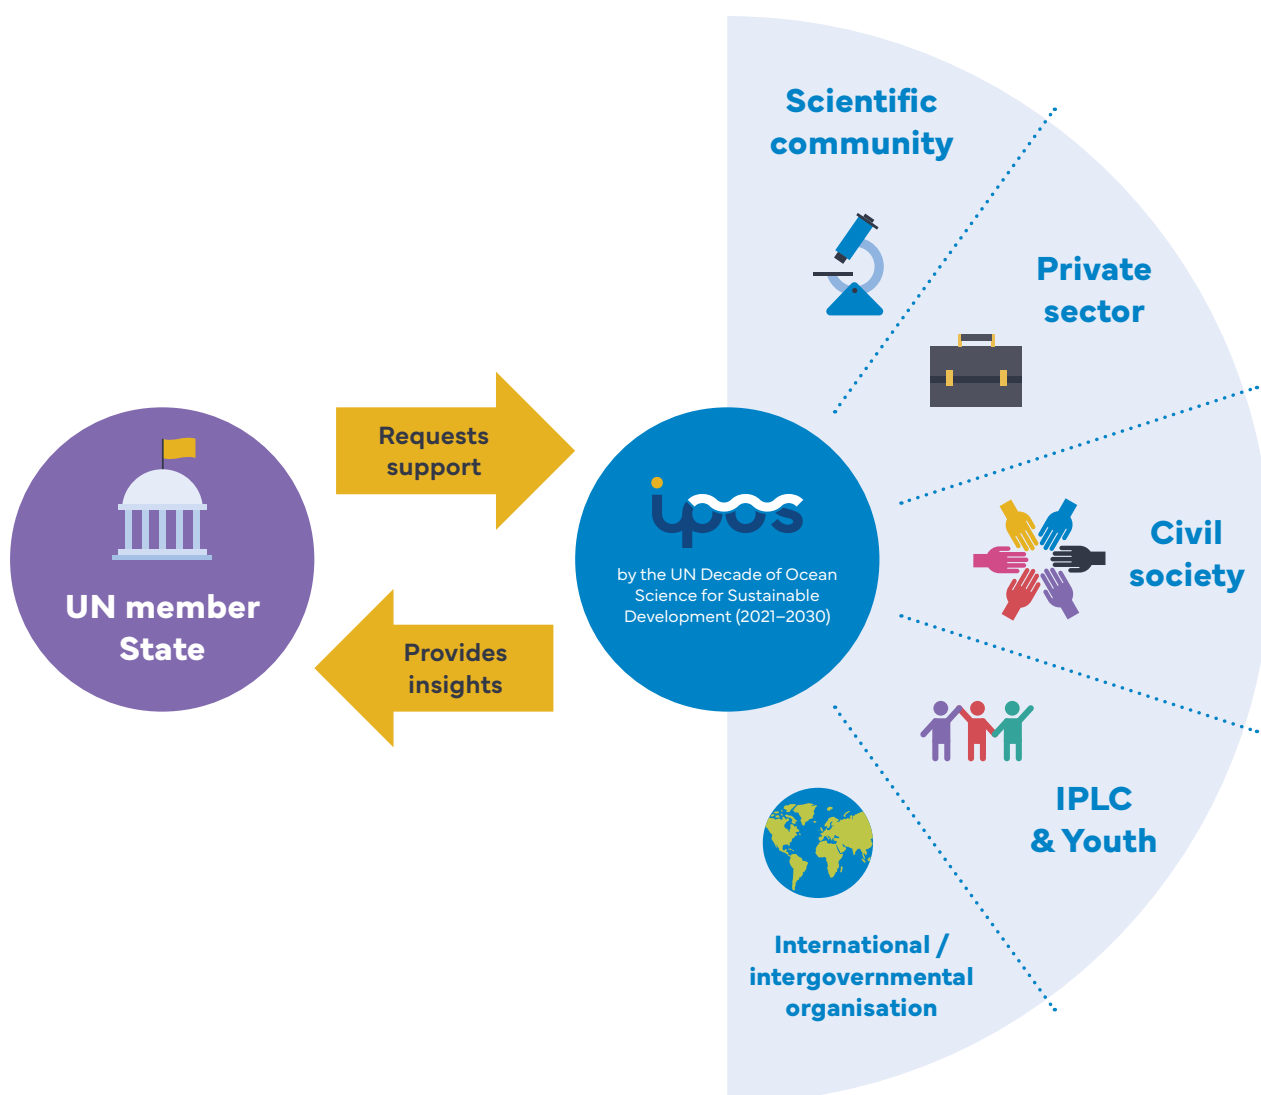 Scientific
community
Private
sector
Requests
support
UN member
State
Provides
insights
ipos
by the UN Decade of Ocean
Science for Sustainable
Development (2021–2030)
Civil
society
IPLC
& Youth
International /
intergovernmental
organisation